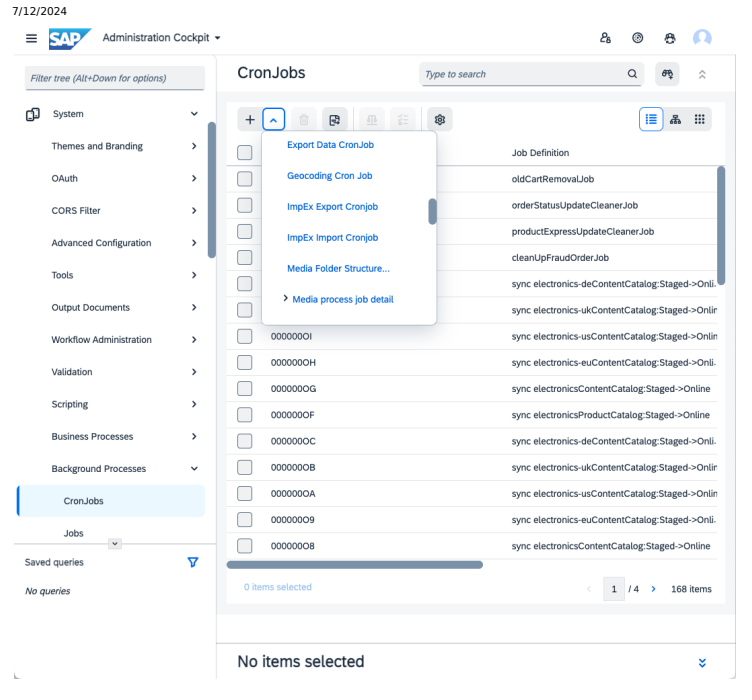 7/12/2024
SAP Administration Cockpit
Filter tree (Alt+Down for options)
System
Themes and Branding
OAuth
CORS Filter
Advanced Configuration
Tools
Output Documents
Workflow Administration
Validation
Scripting
Business Processes
Background Processes
CronJobs
Jobs
Saved queries
No queries
CronJobs
Type to search
Export Data CronJob
Geocoding Cron Job
ImpEx Export Cronjob
ImpEx Import Cronjob
Media Folder Structure...
Media process job detail
Job Definition
oldCartRemovalJob
orderStatusUpdateCleanerJob
productExpressUpdateCleanerJob
cleanUpFraudOrderJob
sync electronics-deContentCatalog:Staged->Onli.
sync electronics-ukContentCatalog:Staged->Onlin
000000OI sync electronics-usContentCatalog:Staged->Onlin
000000OH sync electronics-euContentCatalog:Staged->Onli.
000000OG sync electronicsContentCatalog:Staged->Online
000000OF sync electronicsProductCatalog:Staged->Online
000000OC sync electronics-deContentCatalog:Staged->Onli.
000000OB sync electronics-ukContentCatalog:Staged->Onlin
000000OA sync electronics-usContentCatalog:Staged->Onlin
000000O9 sync electronics-euContentCatalog:Staged->Onli.
000000O8 sync electronicsContentCatalog:Staged->Online
0 items selected
1 / 4 168 items
No items selected